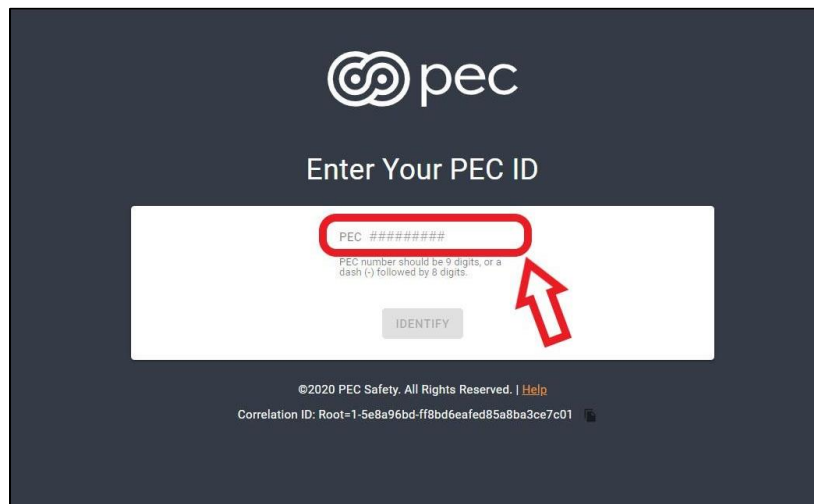 pec
Enter Your PEC ID
PEC #########
PEC number should be 9 digits, or a
dash (-) followed by 8 digits.
IDENTIFY
©2020 PEC Safety. All Rights Reserved. | Help
Correlation ID: Root=1-5e8a96bd-ff8bd6eafed85a8ba3ce7c01